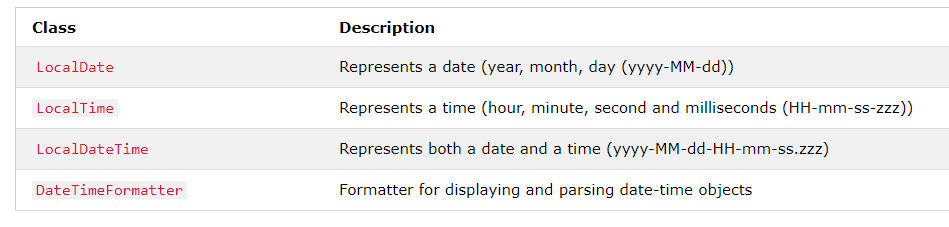 Class Description
LocalDate Represents a date (year, month, day (yyyy-MM-dd))
LocalTime Represents a time (hour, minute, second and milliseconds (HH-mm-ss-zzz))
LocalDateTime Represents both a date and a time (yyyy-MM-dd-HH-mm-ss.zzz)
DateTimeFormatter Formatter for displaying and parsing date-time objects